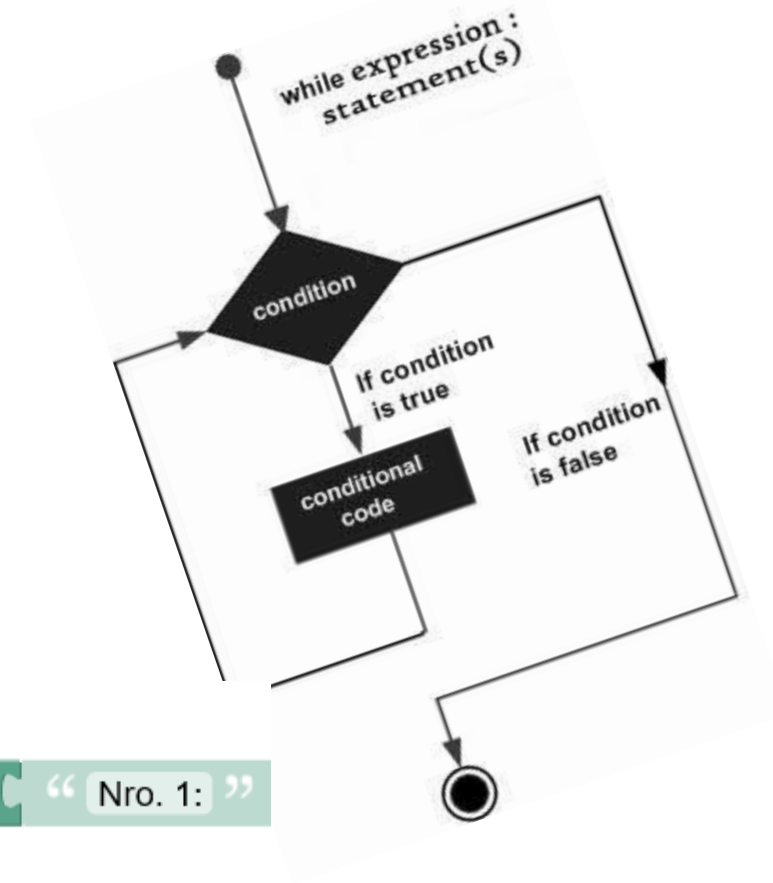 while expression :
statement(s)
condition
If condition
is true
If condition
is false
conditional
code
“ Nro. 1: ”